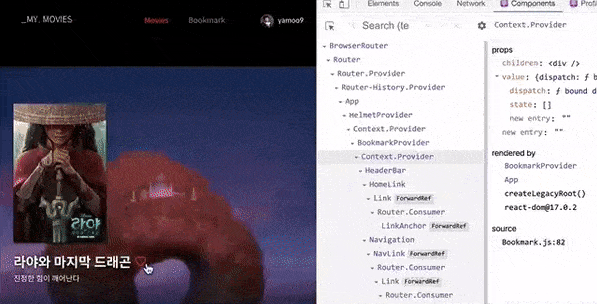 _MY. MOVIES
Movies
Bookmark
yamoo9
라야
라야와 마지막 드래곤
진정한 힘이 깨어난다
Elements
Console
Network
Components
Profil
Search (te
Context.Provider
BrowserRouter
Router
Router.Provider
Router-History.Provider
App
HelmetProvider
Context.Provider
BookmarkProvider
Context.Provider
HeaderBar
HomeLink
Link ForwardRef
Router.Consumer
LinkAnchor
Navigation
NavLink ForwardRef
Router.Consumer
Link ForwardRef
Router.Consumer
props
children: <div />
value: {dispatch: ƒ bou
dispatch: ƒ bound d
state: []
new entry: ""
new entry: ""
rendered by
BookmarkProvider
App
createLegacyRoot()
react-dom@17.0.2
source
Bookmark.js:82